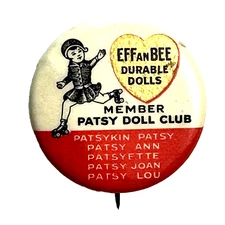 EFFanBEE
DURABLE
DOLLS
MEMBER
PATSY DOLL CLUB
PATSYKIN PATSY
PATSY ANN
PATSYETTE
PATSY JOAN
PATSY LOU